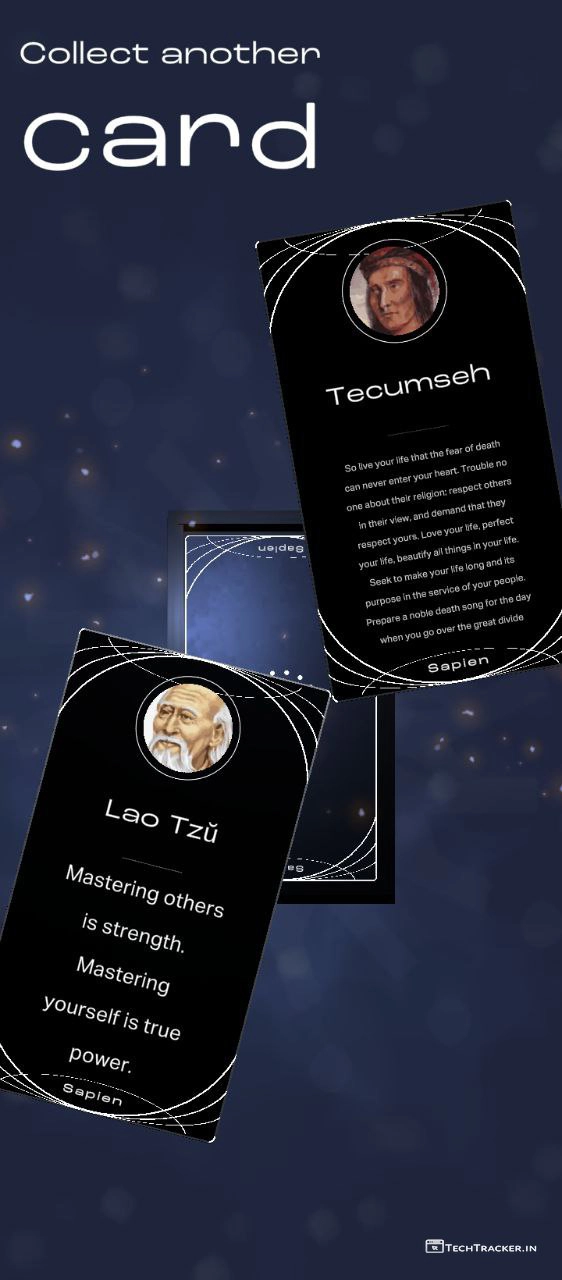 Collect another
card
Tecumseh
So live your life that the fear of death
can never enter your heart. Trouble no
one about their religion; respect others
in their view, and demand that they
respect yours. Love your life, perfect
your life, beautify all things in your life.
Seek to make your life long and its
purpose in the service of your people.
Prepare a noble death song for the day
when you go over the great divide
Sapien
Sapien
Lao Tzŭ
Mastering others
is strength.
Mastering
yourself is true
power.
Sapien
Sa
TECHTRACKER.IN